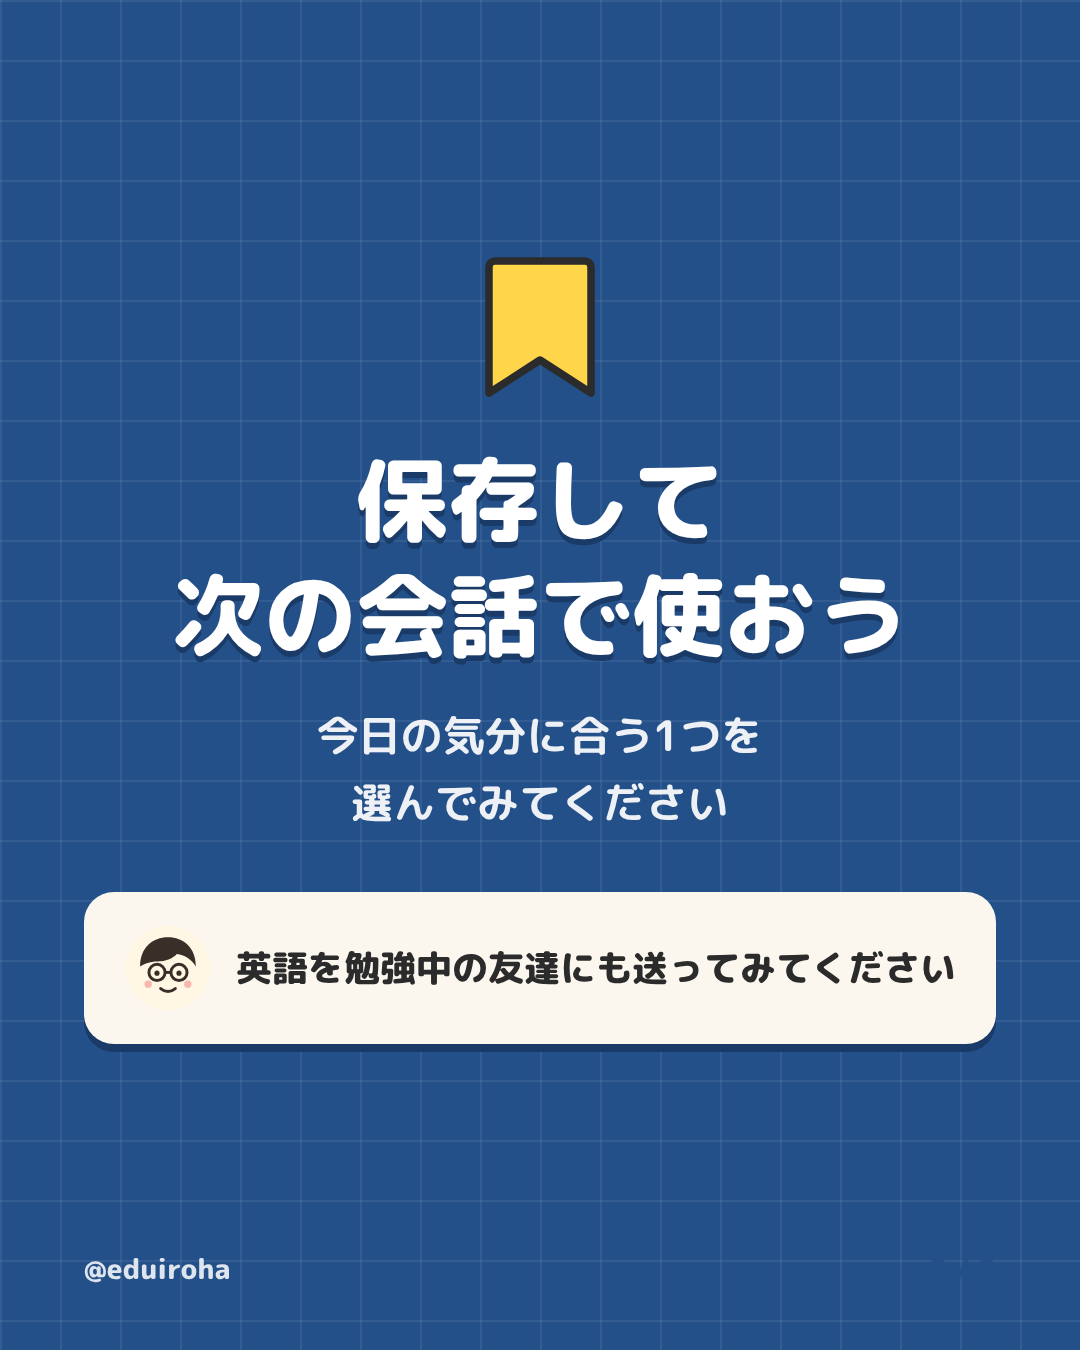 保存して
次の会話で使おう
今日の気分に合う1つを
選んでみてください
英語を勉強中の友達にも送ってみてください
@eduiroha